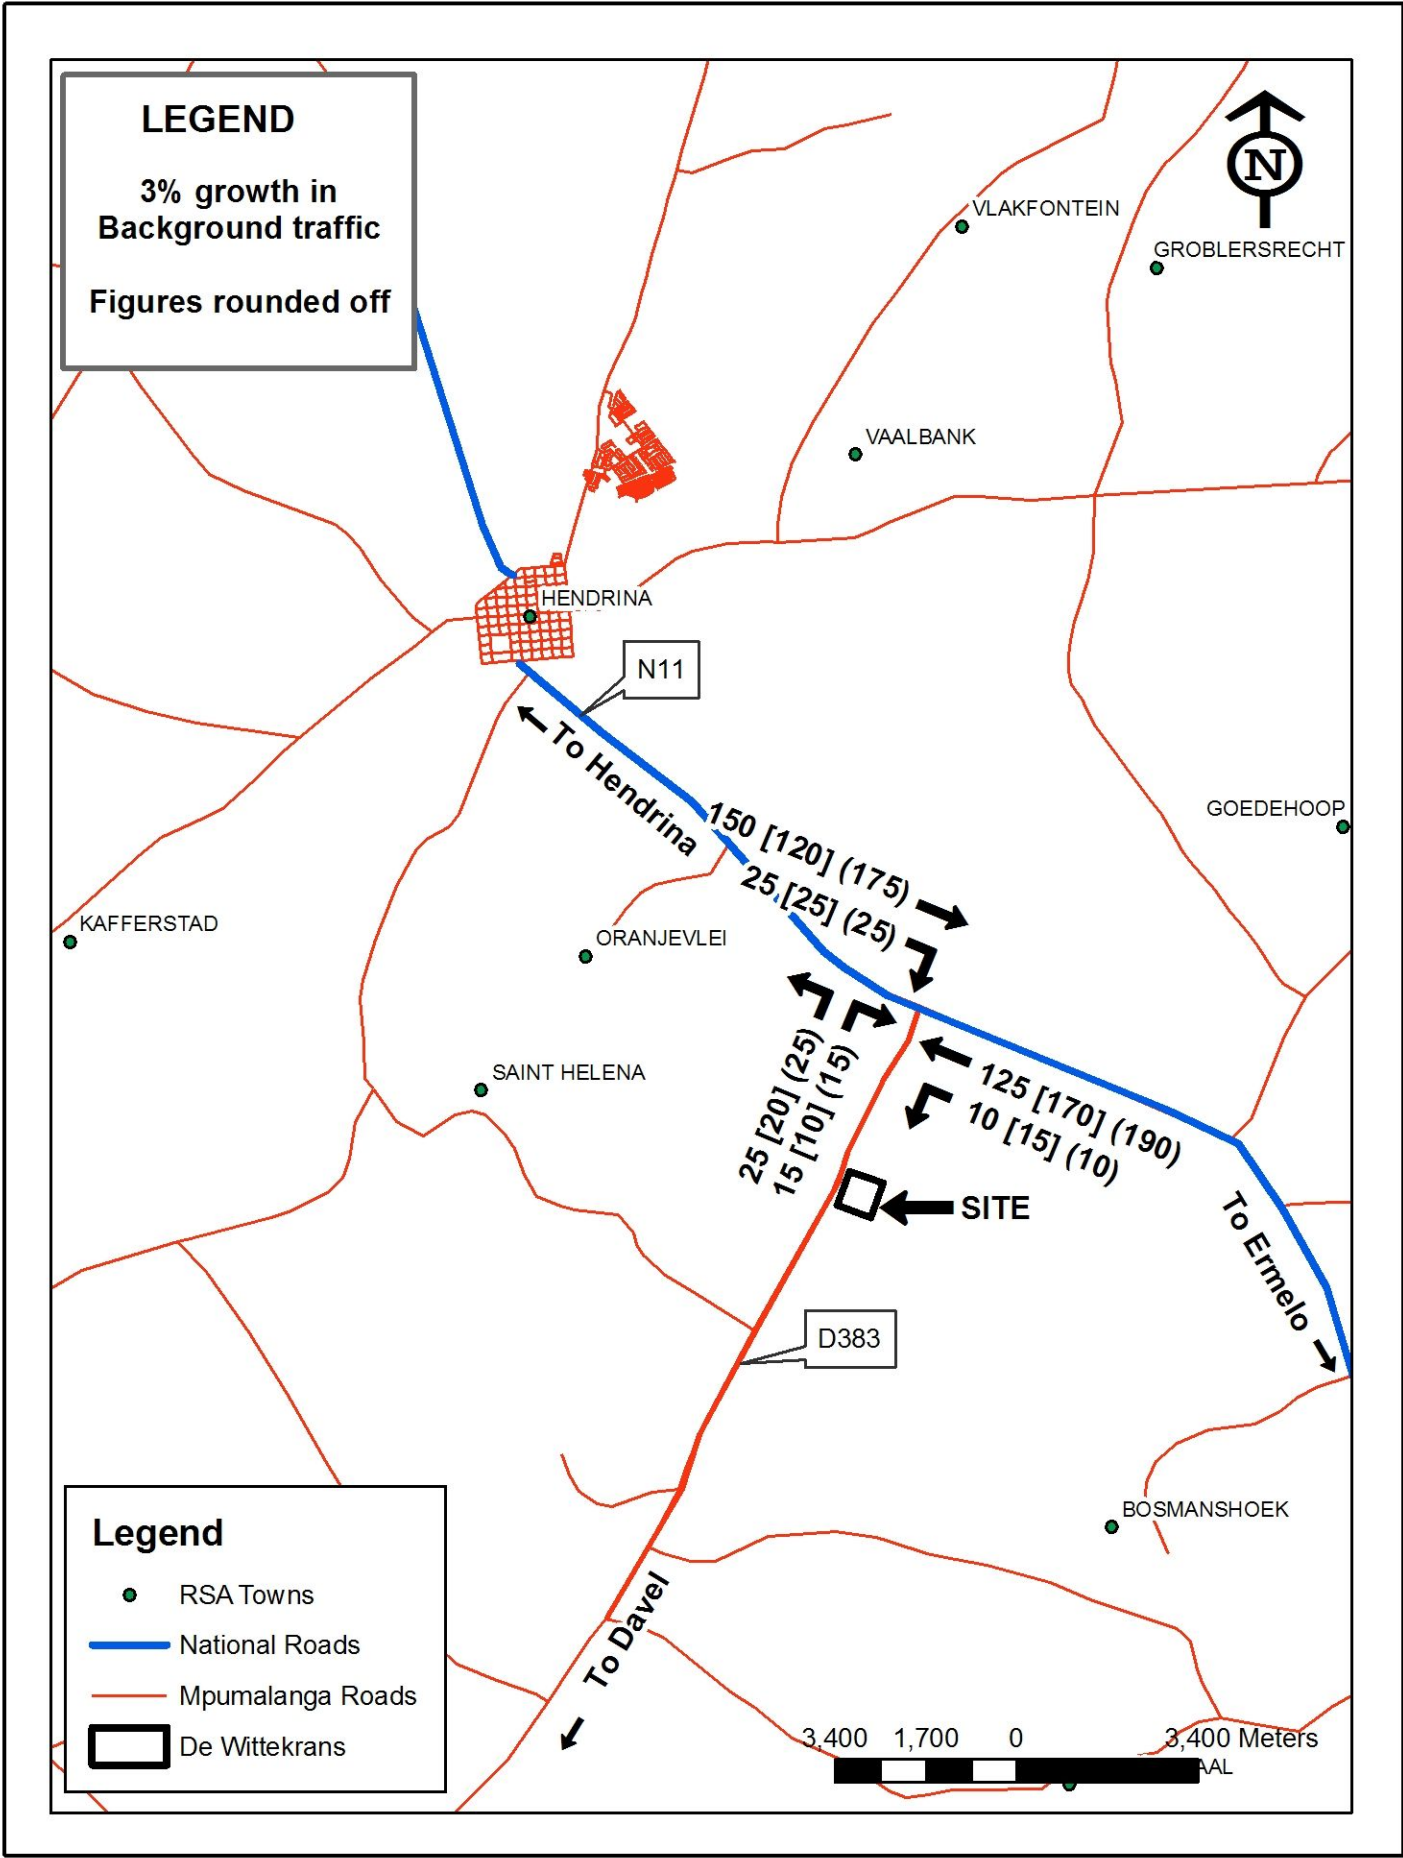 LEGEND
3% growth in
Background traffic
Figures rounded off
N
VLAKFONTEIN
GROBLERSRECHT
VAALBANK
HENDRINA
N11
To Hendrina
150 [120] (175)
25 [25] (25)
GOEDEHOOP
KAFFERSTAD
ORANJEVLEI
SAINT HELENA
25 [20] (25)
15 [10] (15)
125 [170] (190)
10 [15] (10)
SITE
To Ermelo
D383
BOSMANSHOEK
To Davel
Legend
RSA Towns
National Roads
Mpumalanga Roads
De Wittekrans
3,400 1,700 0 3,400 Meters
AAL